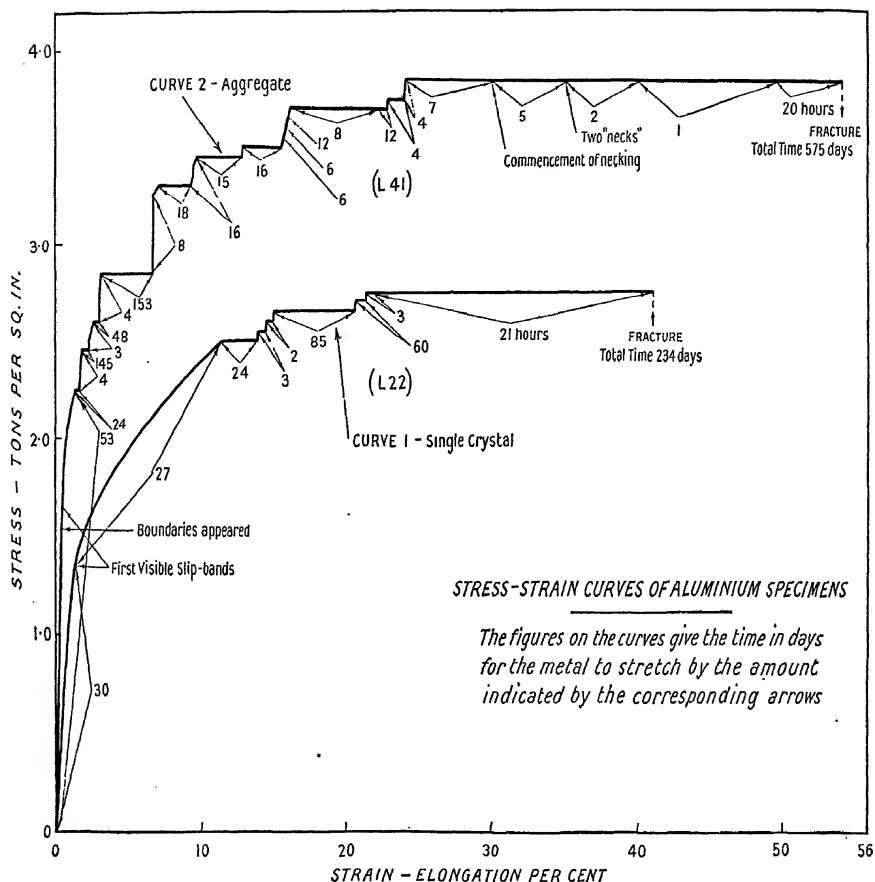 4·0
3·0
2·0
1·0
0
STRESS – TONS PER SQ. IN.
CURVE 2 – Aggregate
7
5
2
1
20 hours
FRACTURE
Total Time 575 days
Two "necks"
Commencement of necking
8
12
4
4
12
6
6
(L 41)
15
16
18
16
8
153
4
48
3
145
4
24
53
3
60
21 hours
FRACTURE
Total Time 234 days
85
2
3
24
(L22)
CURVE 1 – Single Crystal
27
Boundaries appeared
First Visible Slip-bands
30
STRESS-STRAIN CURVES OF ALUMINIUM SPECIMENS
The figures on the curves give the time in days
for the metal to stretch by the amount
indicated by the corresponding arrows
0
10
20
30
40
50
56
STRAIN – ELONGATION PER CENT